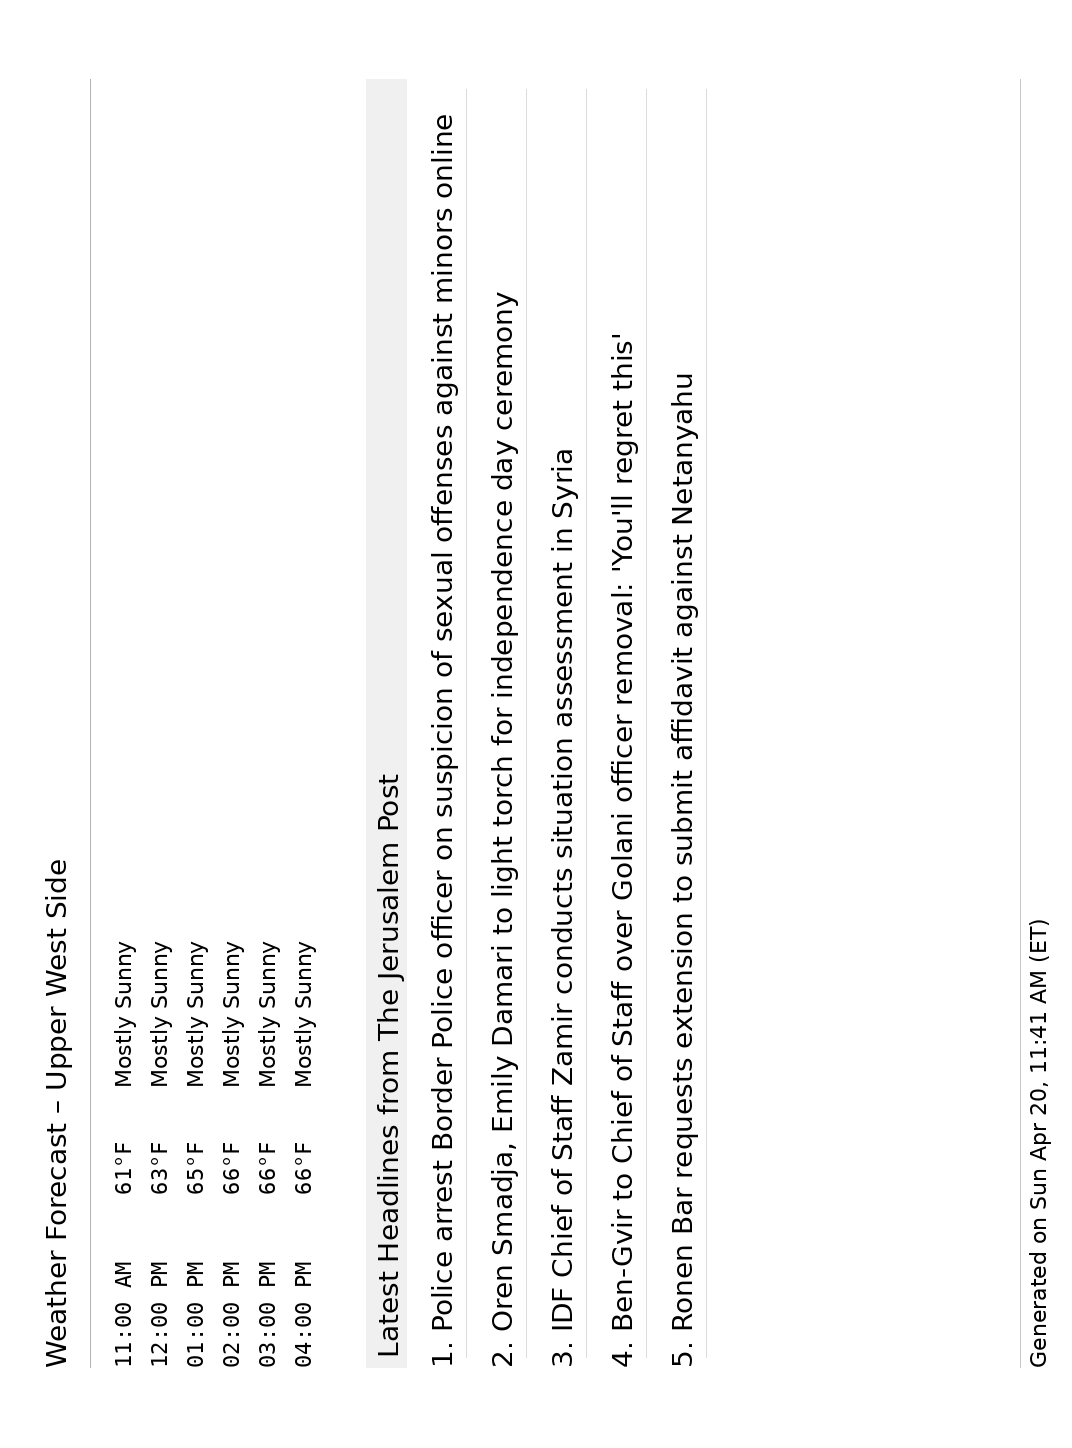 Weather Forecast – Upper West Side
11:00 AM 61°F Mostly Sunny
12:00 PM 63°F Mostly Sunny
01:00 PM 65°F Mostly Sunny
02:00 PM 66°F Mostly Sunny
03:00 PM 66°F Mostly Sunny
04:00 PM 66°F Mostly Sunny
Latest Headlines from The Jerusalem Post
1. Police arrest Border Police officer on suspicion of sexual offenses against minors online
2. Oren Smadja, Emily Damari to light torch for independence day ceremony
3. IDF Chief of Staff Zamir conducts situation assessment in Syria
4. Ben-Gvir to Chief of Staff over Golani officer removal: 'You'll regret this'
5. Ronen Bar requests extension to submit affidavit against Netanyahu
Generated on Sun Apr 20, 11:41 AM (ET)